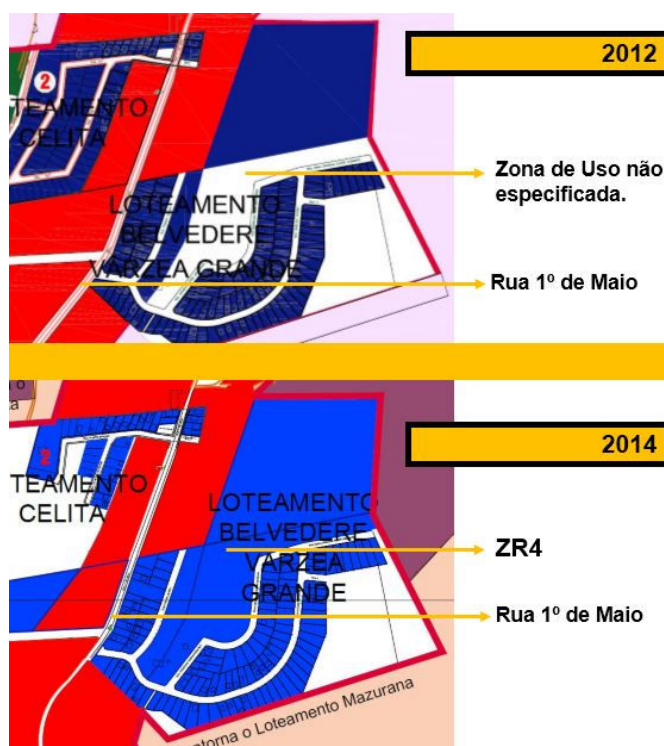 2012
2
TEAMENTO
CELITA
Zona de Uso não
especificada.
LOTEAMENTO
BELVEDERE
VARZEA GRANDE
Rua 1º de Maio
2014
TEAMENTO
CELITA
LOTEAMENTO
BELVEDERE
VARZEA
GRANDE
ZR4
Rua 1º de Maio
ntorna o Loteamento Mazurana